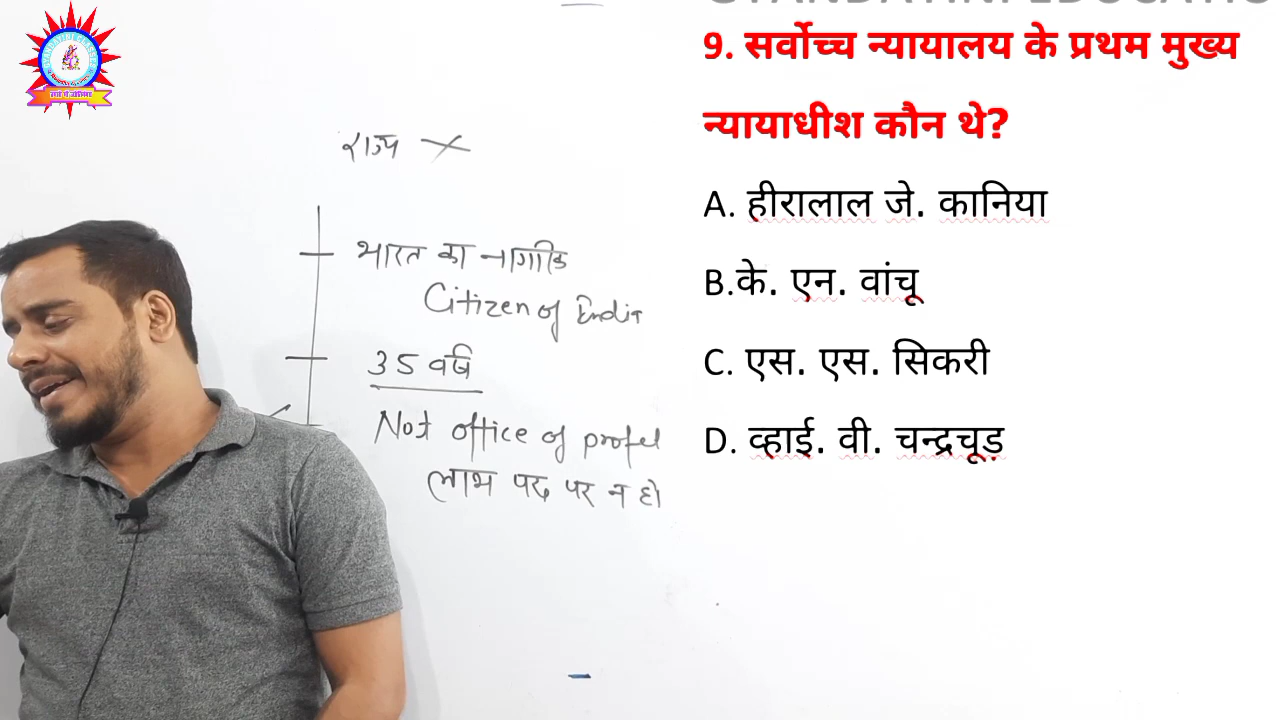 9. सर्वोच्च न्यायालय के प्रथम मुख्य
न्यायाधीश कौन थे?
A. हीरालाल जे. कानिया
B.के. एन. वांचू
C. एस. एस. सिकरी
D. व्हाई. वी. चन्द्रचूड़
राज्य
भारत का नागरिक
Citizen of India
35 वर्ष
Not office of profet
लाभ पद पर न हो